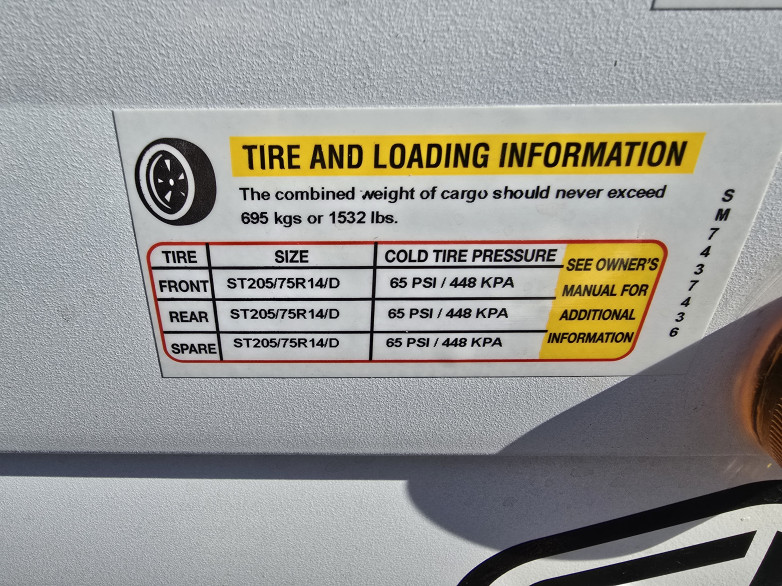 TIRE AND LOADING INFORMATION
The combined weight of cargo should never exceed
695 kgs or 1532 lbs.
TIRE SIZE COLD TIRE PRESSURE
FRONT ST205/75R14/D 65 PSI / 448 KPA
REAR ST205/75R14/D 65 PSI / 448 KPA
SPARE ST205/75R14/D 65 PSI / 448 KPA
SEE OWNER'S
MANUAL FOR
ADDITIONAL
INFORMATION
SM7437436